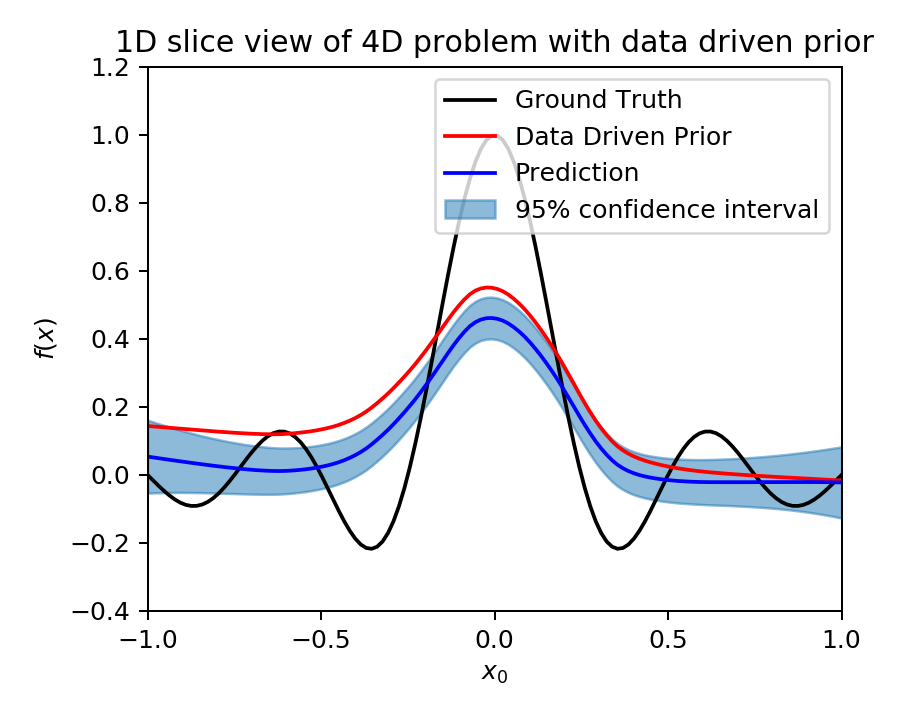 1D slice view of 4D problem with data driven prior
1.2
1.0
0.8
0.6
0.4
0.2
0.0
−0.2
−0.4
f(x)
Ground Truth
Data Driven Prior
Prediction
95% confidence interval
−1.0 −0.5 0.0 0.5 1.0
x₀